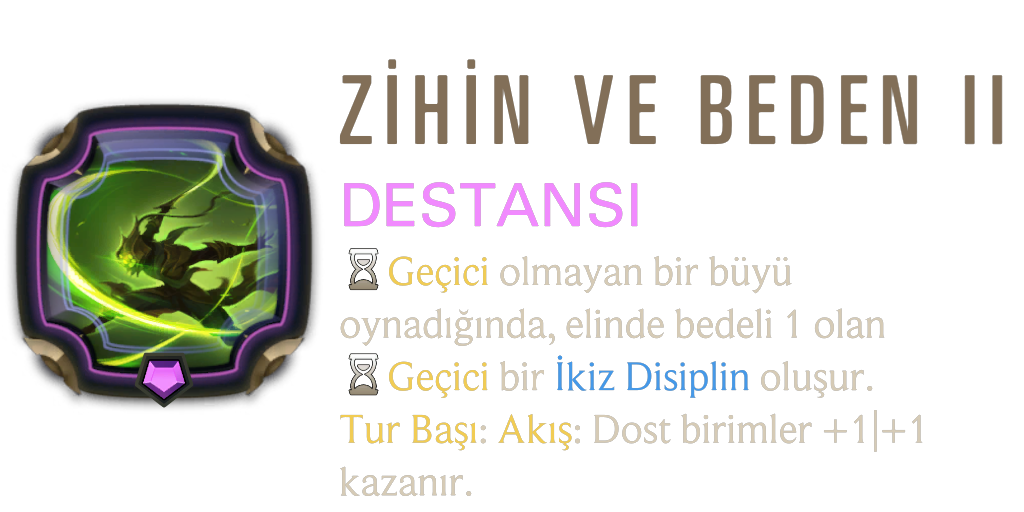 ZİHİN VE BEDEN II
DESTANSI
Geçici olmayan bir büyü
oynadığında, elinde bedeli 1 olan
Geçici bir İkiz Disiplin oluşur.
Tur Başı: Akış: Dost birimler +1|+1
kazanır.